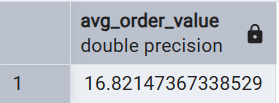 avg_order_value
double precision
1
16.82147367338529